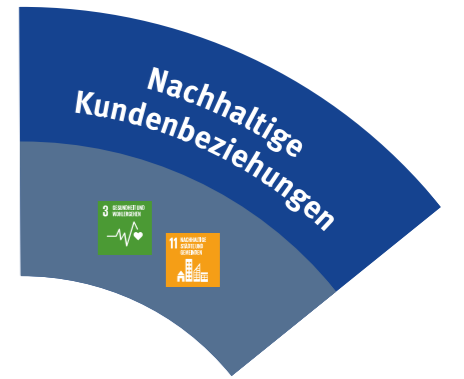 Nachhaltige
Kundenbeziehungen
3 GESUNDHEIT UND
WOHLERGEHEN
11 NACHHALTIGE
STÄDTE UND
GEMEINDEN